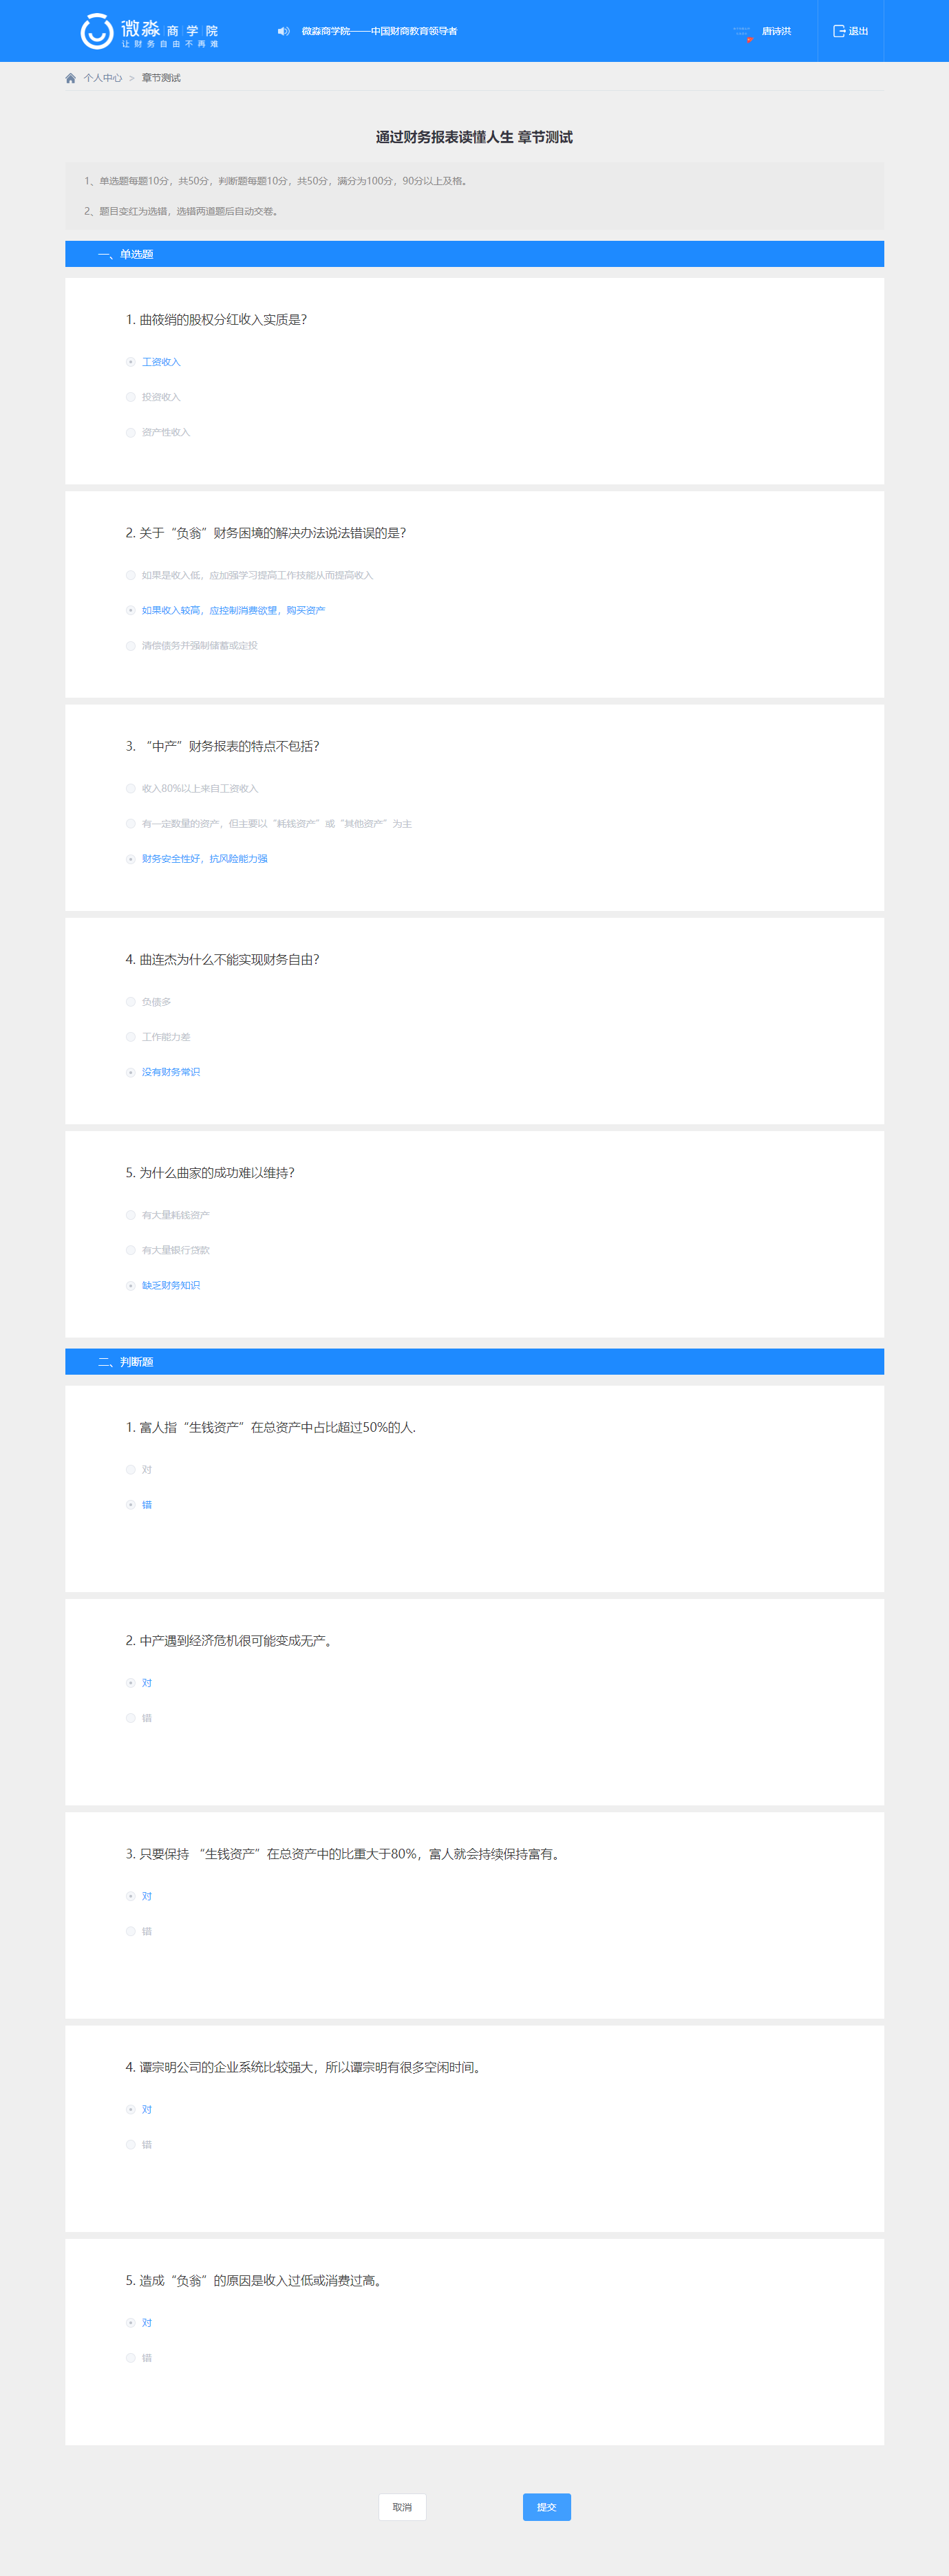 微淼商学院
让财务自由不再难
微淼商学院——中国财商教育领导者
唐诗洪
退出
个人中心 > 章节测试
通过财务报表读懂人生 章节测试
1、单选题每题10分，共50分，判断题每题10分，共50分，满分为100分，90分以上及格。
2、题目变红为选错，选错两道题后自动交卷。
一、单选题
1. 曲筱绡的股权分红收入实质是?
工资收入
投资收入
资产性收入
2. 关于“负翁”财务困境的解决办法说法错误的是?
如果是收入低，应加强学习提高工作技能从而提高收入
如果收入较高，应控制消费欲望，购买资产
清偿债务并强制储蓄或定投
3. “中产”财务报表的特点不包括?
收入80%以上来自工资收入
有一定数量的资产，但主要以“耗钱资产”或“其他资产”为主
财务安全性好，抗风险能力强
4. 曲连杰为什么不能实现财务自由?
负债多
工作能力差
没有财务常识
5. 为什么曲家的成功难以维持?
有大量耗钱资产
有大量银行贷款
缺乏财务知识
二、判断题
1. 富人指“生钱资产”在总资产中占比超过50%的人.
对
错
2. 中产遇到经济危机很可能变成无产。
对
错
3. 只要保持 “生钱资产”在总资产中的比重大于80%，富人就会持续保持富有。
对
错
4. 谭宗明公司的企业系统比较强大，所以谭宗明有很多空闲时间。
对
错
5. 造成“负翁”的原因是收入过低或消费过高。
对
错
取消
提交